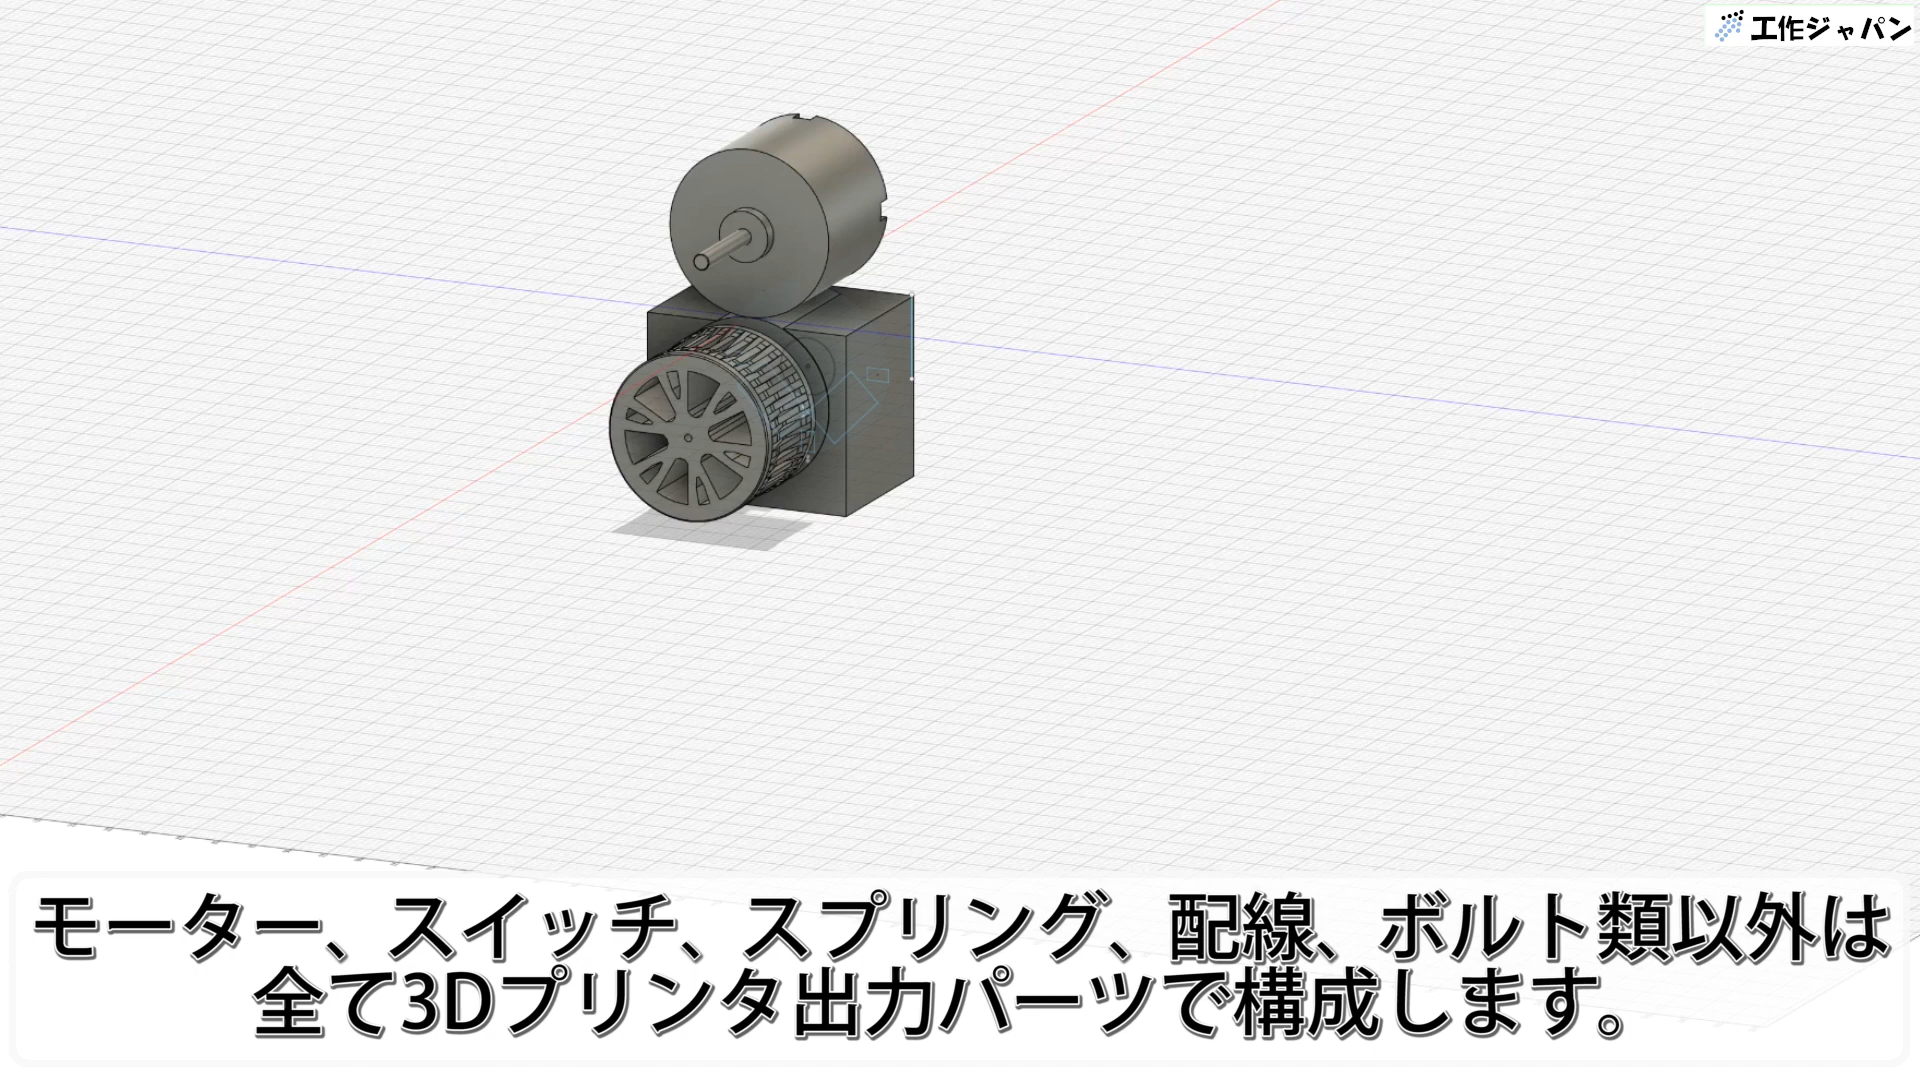 工作ジャパン
モーター、スイッチ、スプリング、配線、ボルト類以外は
全て3Dプリンタ出力パーツで構成します。